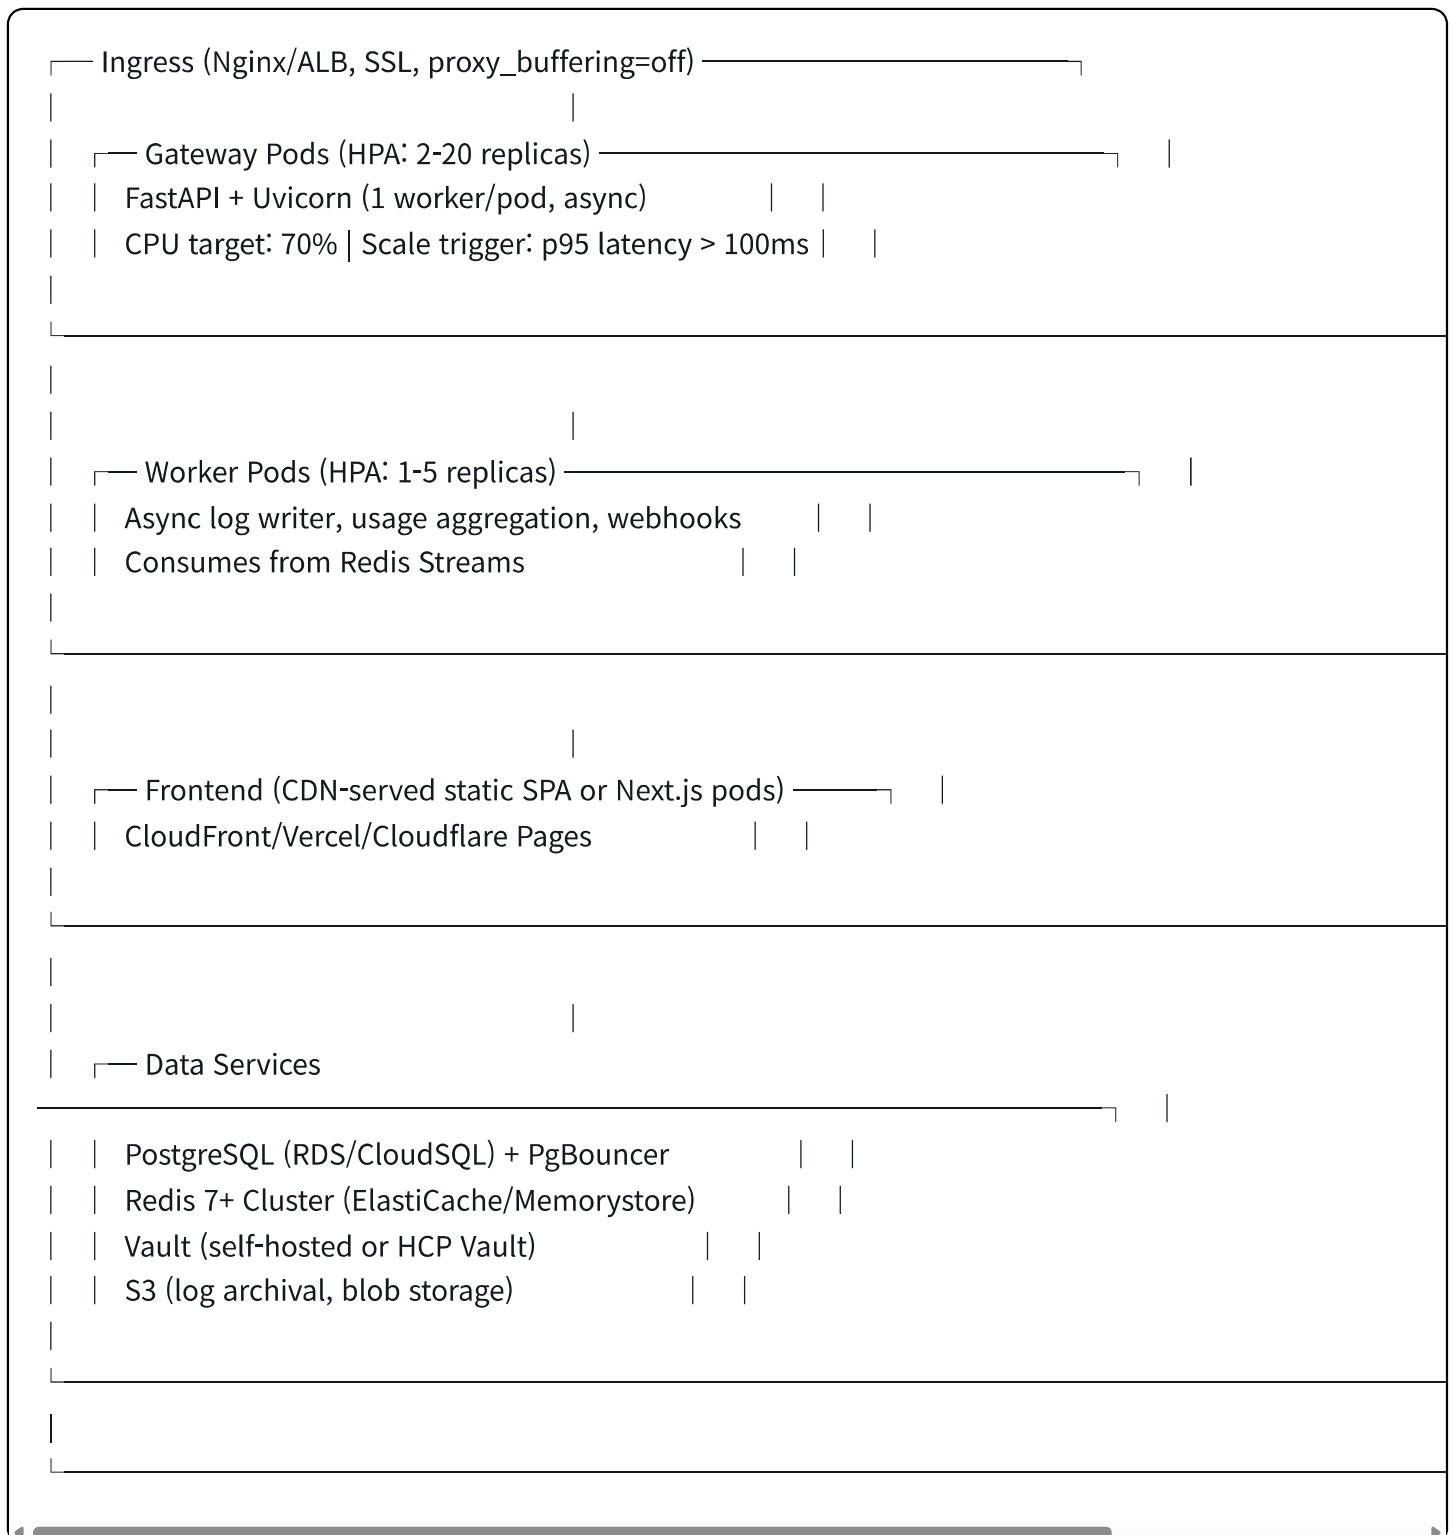 Ingress (Nginx/ALB, SSL, proxy_buffering=off)
Gateway Pods (HPA: 2-20 replicas)
FastAPI + Uvicorn (1 worker/pod, async)
CPU target: 70% | Scale trigger: p95 latency > 100ms
Worker Pods (HPA: 1-5 replicas)
Async log writer, usage aggregation, webhooks
Consumes from Redis Streams
Frontend (CDN-served static SPA or Next.js pods)
CloudFront/Vercel/Cloudflare Pages
Data Services
PostgreSQL (RDS/CloudSQL) + PgBouncer
Redis 7+ Cluster (ElastiCache/Memorystore)
Vault (self-hosted or HCP Vault)
S3 (log archival, blob storage)